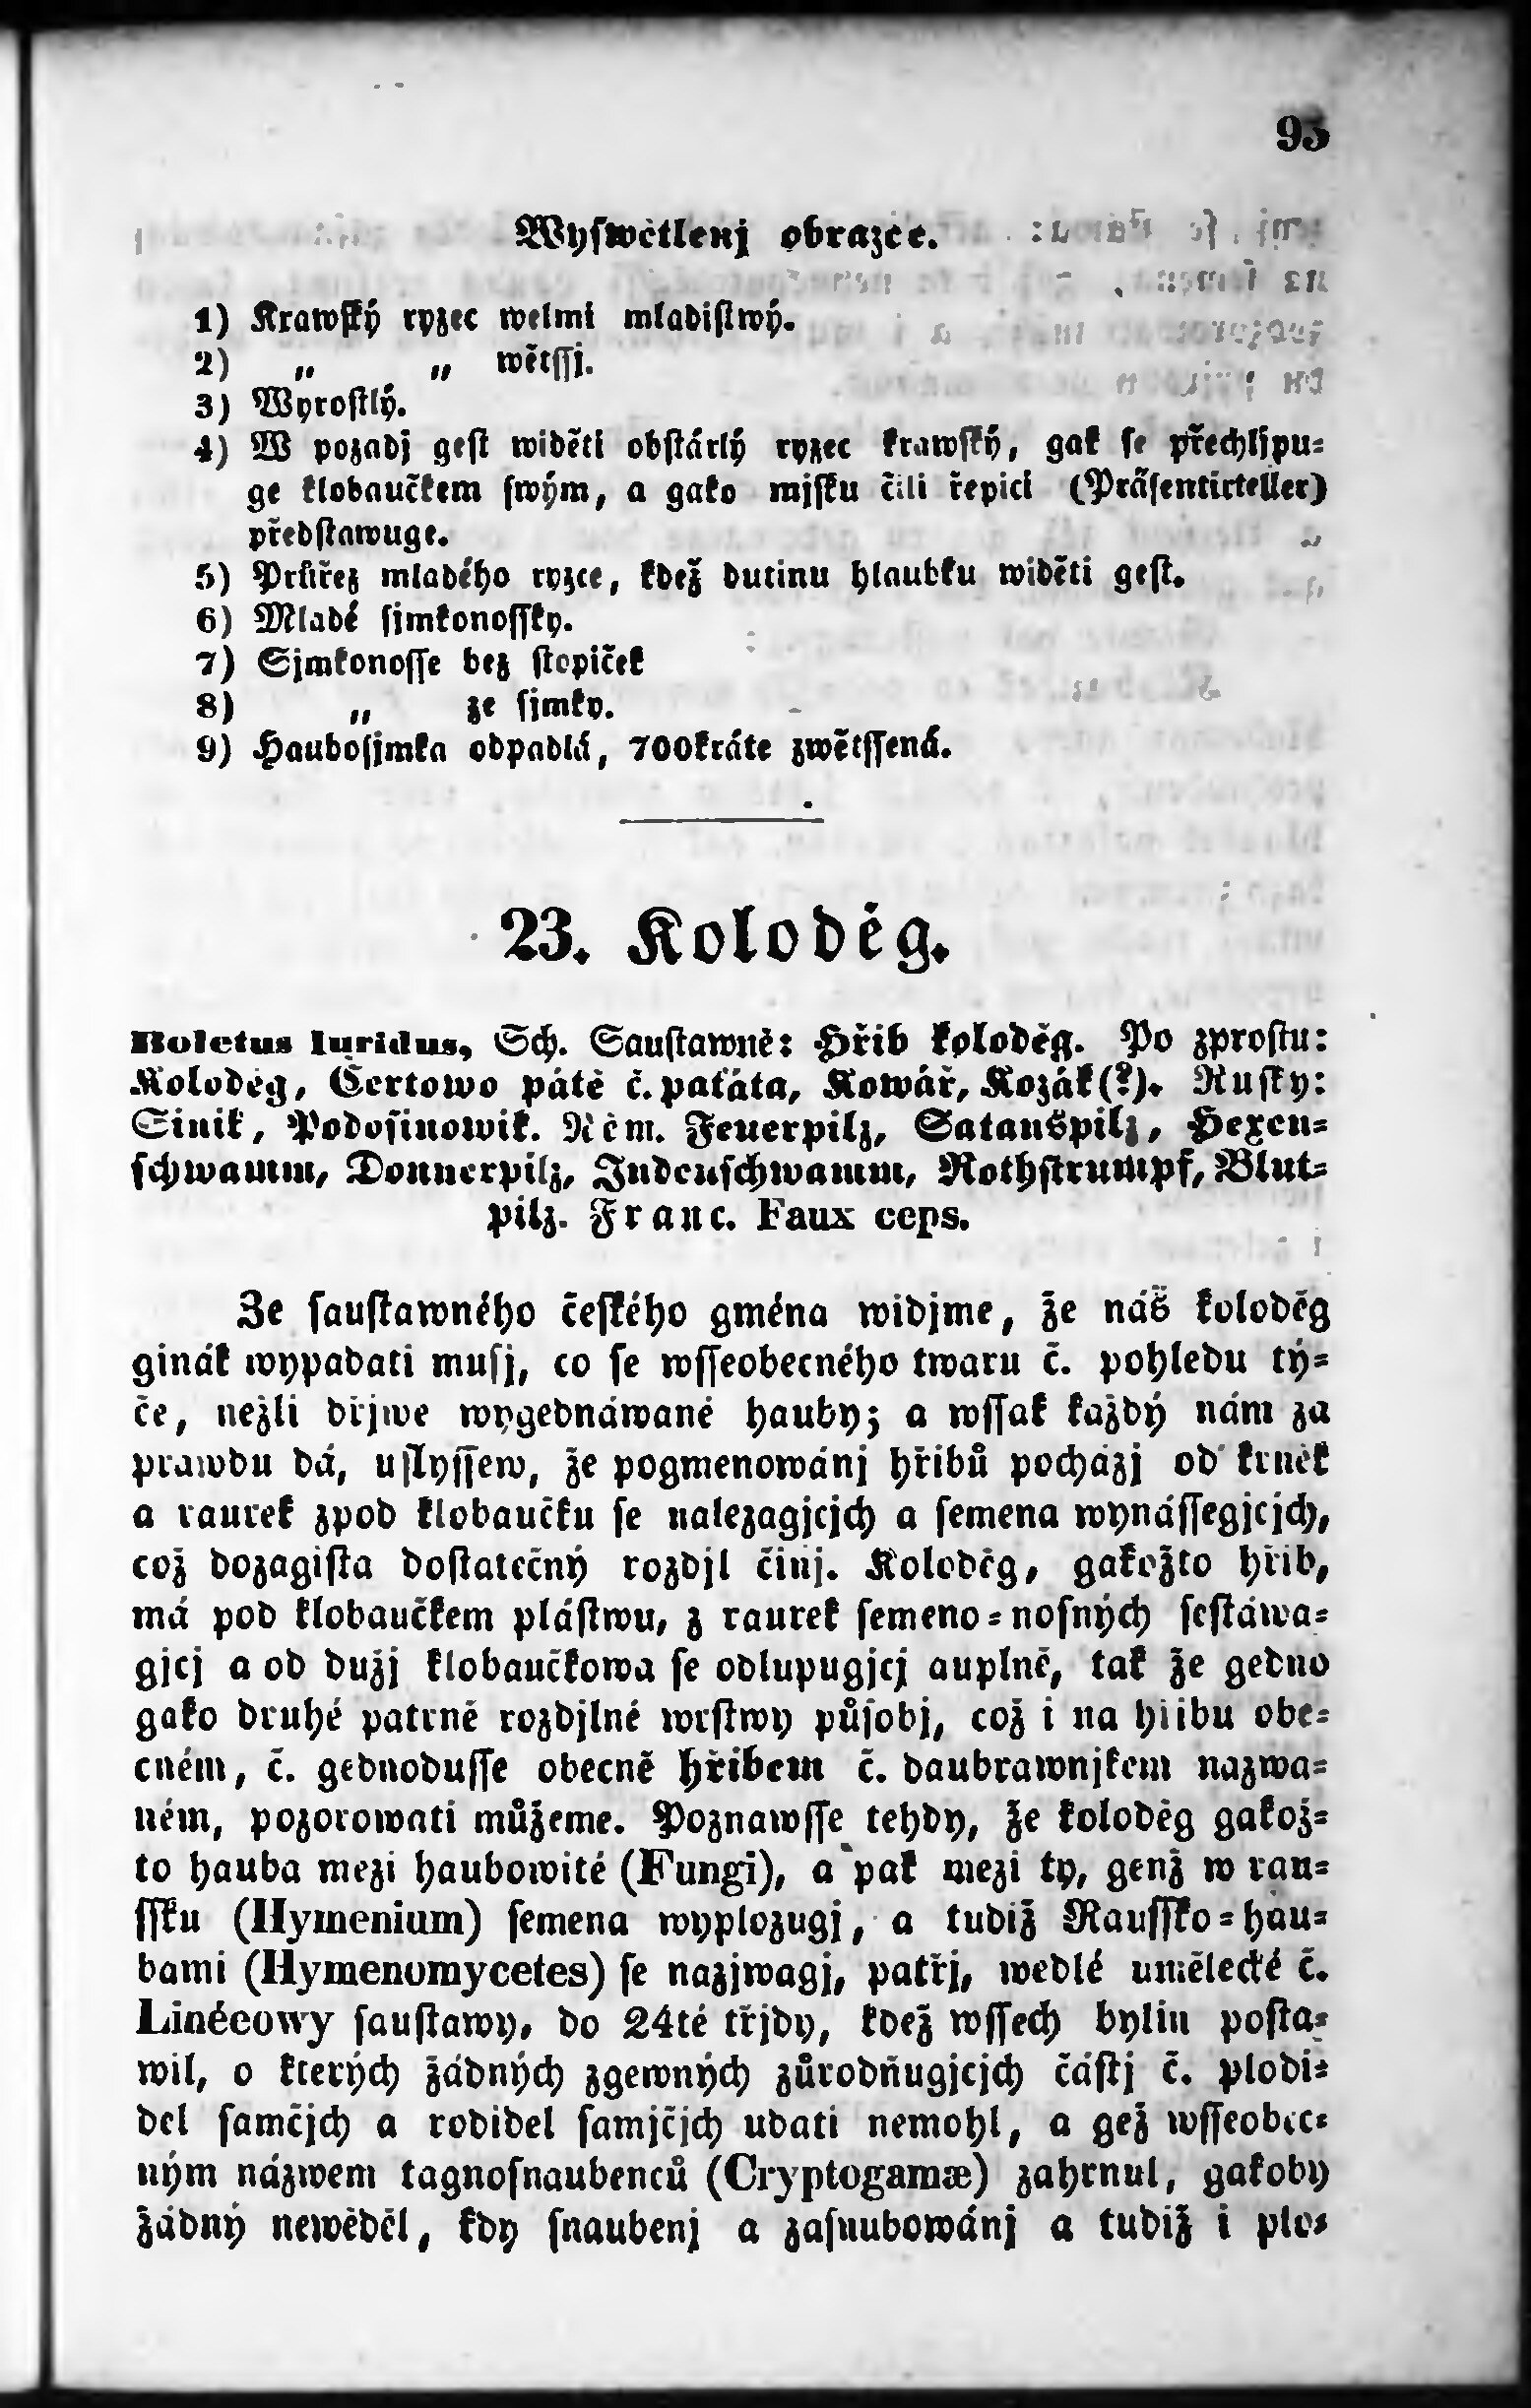 95
Wyſwětlenj obrazce.
1) Krawſký ryzec welmi mladiſtwý.
2) „ „ wětſſj.
3) Wyroſtlý.
4) W pozadj geſt widěti obſtárlý ryzec krawſký, gak ſe přechljpu=
ge klobaučkem ſwým, a gako mjſku čili řepici (Präſentirteller)
předſtawuge.
5) Průřez mladého ryzce, kdež dutinu hlaubku widěti geſt.
6) Mladé ſjmkonoſſky.
7) Sjmkonoſſe bez ſtopiček
8) „ ze ſjmky.
9) Hauboſjmka odpadlá, 700kráte zwětſſená.
23. Koloděg.
Boletus luridus, Sch. Sauſtawně: Hřib koloděg. Po zproſtu:
Koloděg, Čertowo pátě č. paťáta, Kowář, Kozák (?). Ruſky:
Sinik, Podoſinowik. Něm. Feuerpilz, Satanspilz, Hexen=
ſchwamm, Donnerpilz, Judenſchwamm, Rothſtrumpf, Blut=
pilz. Franc. Faux ceps.
Ze ſauſtawného čeſkého gména widjme, že náš koloděg
ginák wypadati muſj, co ſe wſſeobecného twaru č. pohledu tý=
če, nežli dřjwe wygednáwané hauby; a wſſak každý nám za
prawdu dá, uſlyſſew, že pogmenowánj hřibů pocházj od krněk
a raurek zpod klobaučku ſe nalezagjcjch a ſemena wynáſſegjcjch,
což dozagiſta doſtatečný rozdjl činj. Koloděg, gakožto hřib,
má pod klobaučkem pláſtwu, z raurek ſemeno=noſných ſeſtáwa=
gjcj a od dužj klobaučkowa ſe odlupugjcj auplně, tak že gedno
gako druhé patrně rozdjlné wrſtwy půſobj, což i na hřibu obe=
cném, č. gednoduſſe obecně hřibem č. daubrawnjkem nazwa=
ném, pozorowati můžeme. Poznawſſe tehdy, že koloděg gakož=
to hauba mezi haubowité (Fungi), a pak mezi ty, genž w rau=
ſſku (Hymenium) ſemena wyplozugj, a tudiž Rauſſko=hau=
bami (Hymenomycetes) ſe nazjwagj, patřj, wedlé umělecké č.
Linéeowy ſauſtawy, do 24té třjdy, kdež wſſech bylin poſta=
wil, o kterých žádných zgewných zůrodňugjcjch čáſtj č. plodi=
del ſamčjch a rodidel ſamjčjch udati nemohl, a gež wſſeobec=
ným názwem tagnoſnaubenců (Cryptogamæ) zahrnul, gakoby
žádný newěděl, kdy ſnaubenj a zaſnubowánj a tudiž i plo=